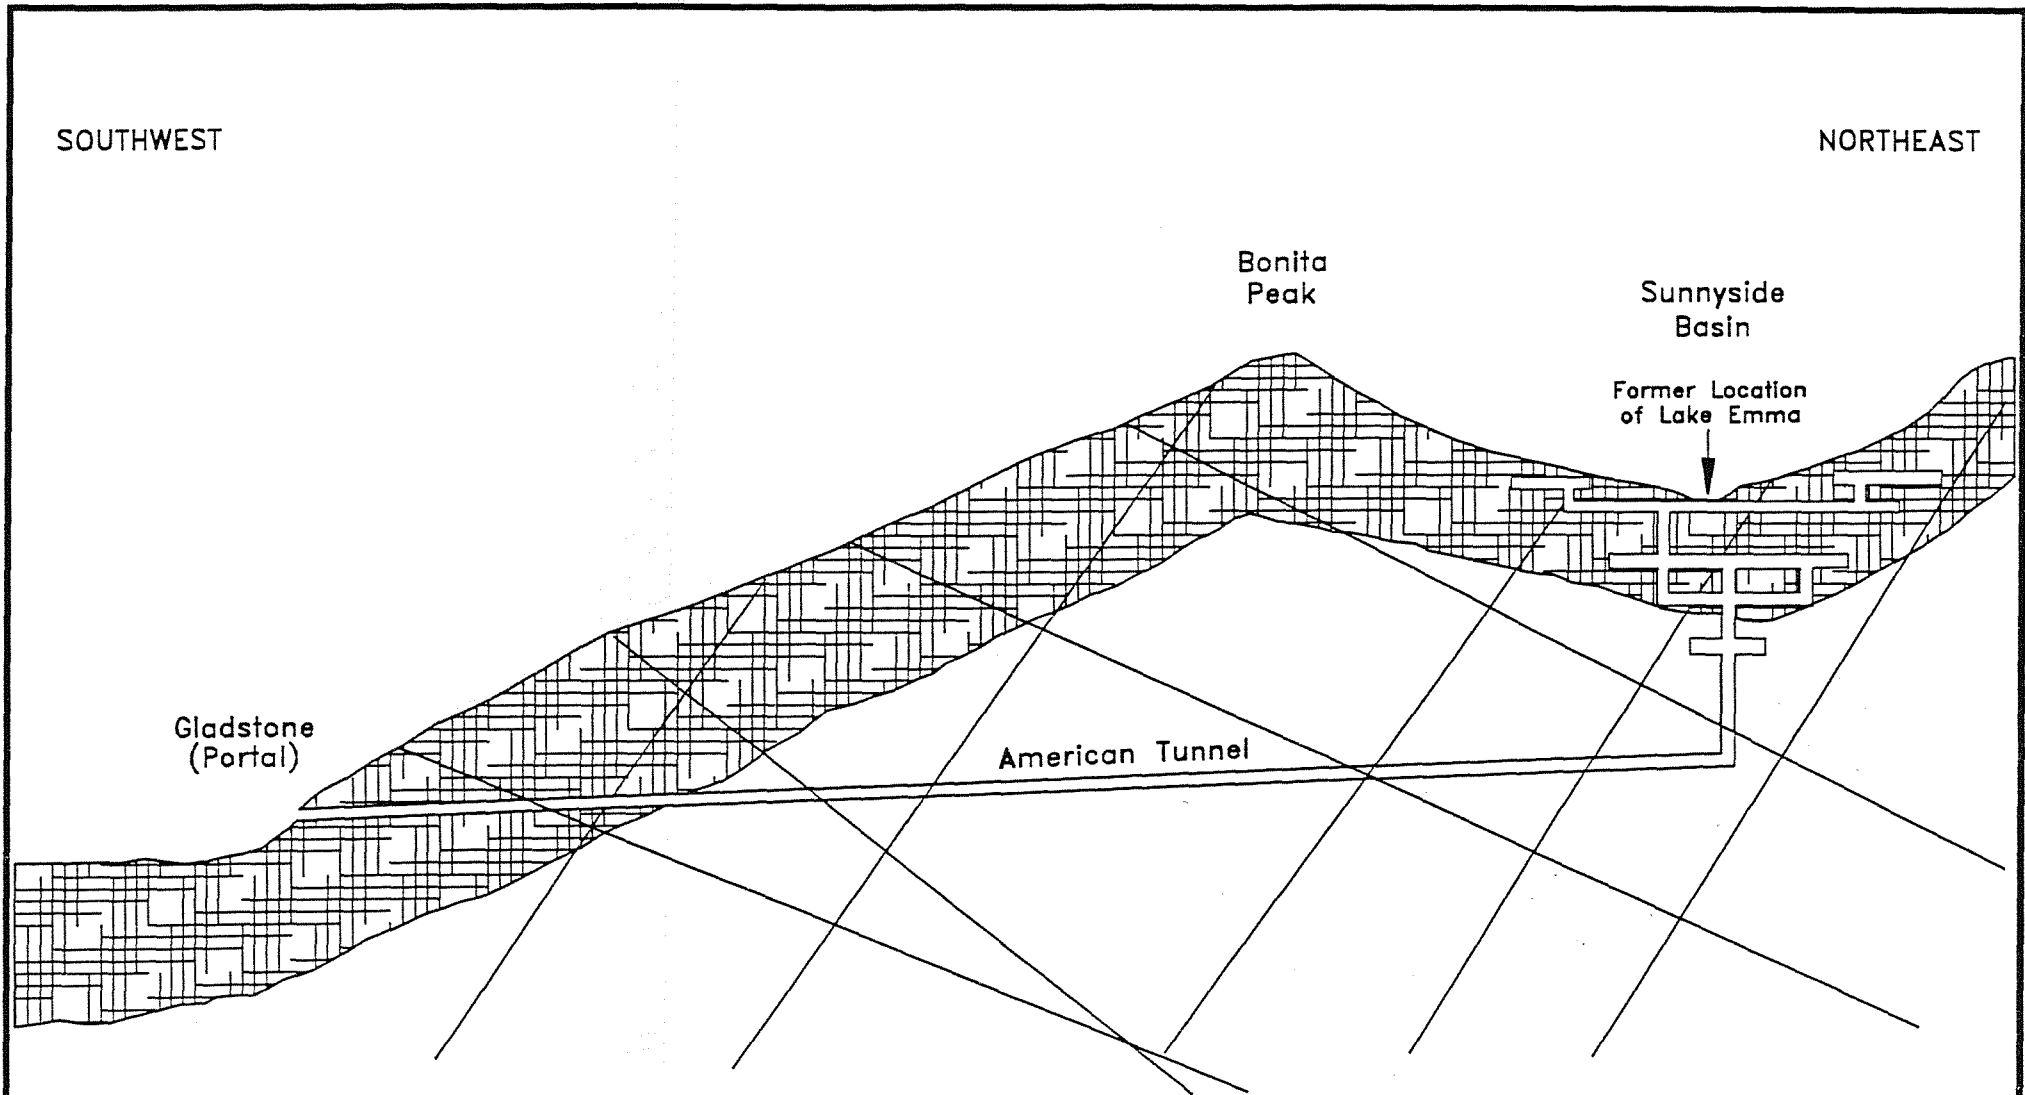 SOUTHWEST
NORTHEAST
Bonita
Peak
Sunnyside
Basin
Former Location
of Lake Emma
Gladstone
(Portal)
American Tunnel